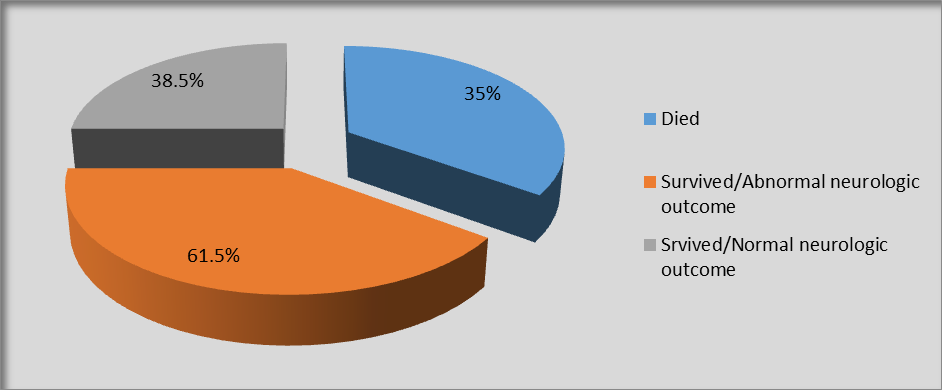 38.5%
35%
61.5%
Died
Survived/Abnormal neurologic
outcome
Srvived/Normal neurologic
outcome